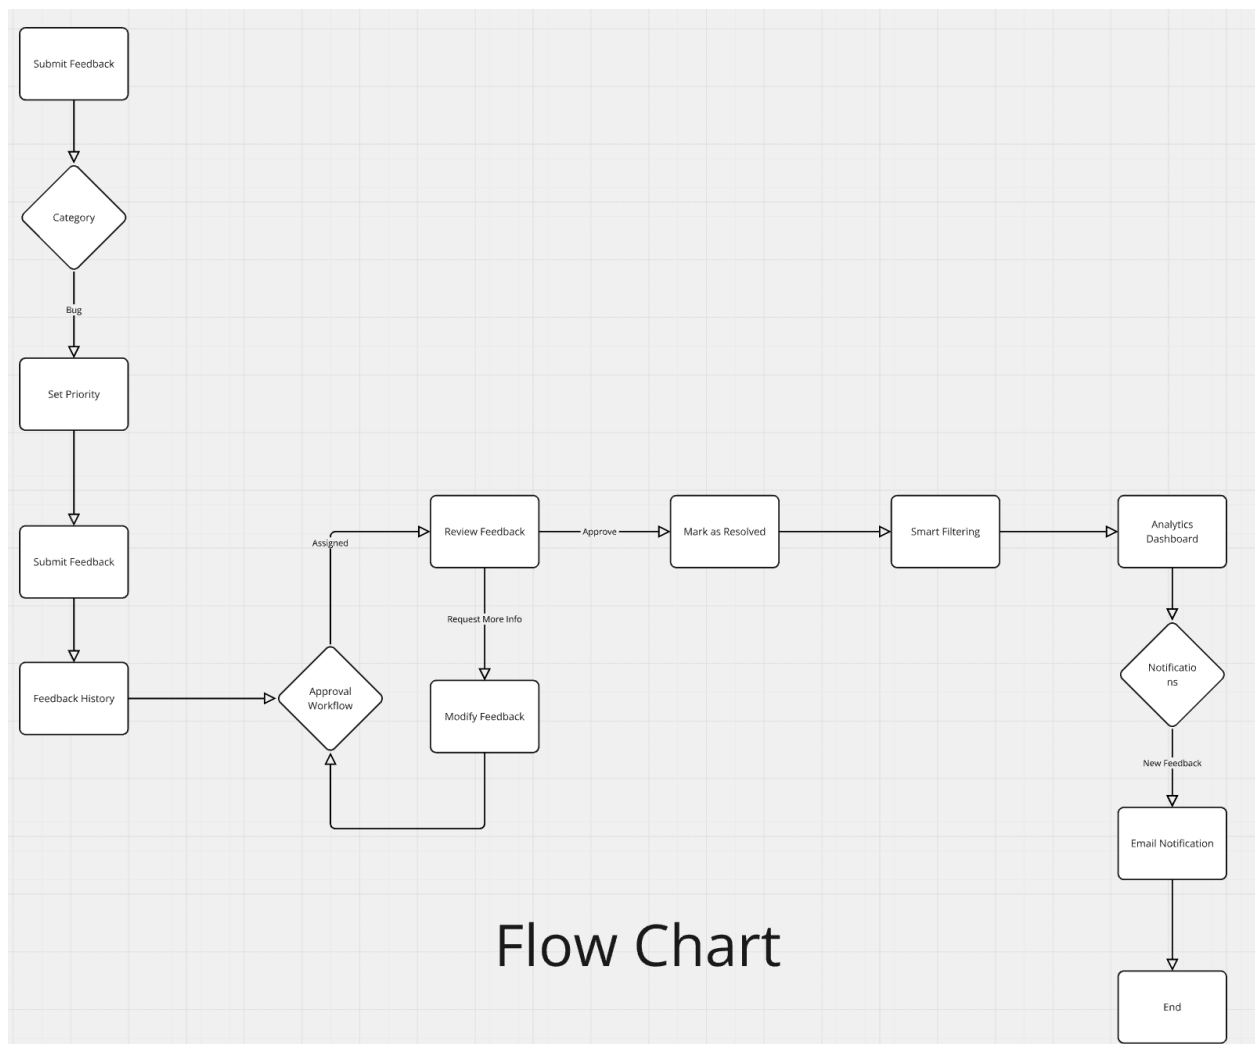 Submit Feedback
Category
Bug
Set Priority
Submit Feedback
Feedback History
Approval
Workflow
Assigned
Review Feedback
Request More Info
Modify Feedback
Approve
Mark as Resolved
Smart Filtering
Analytics
Dashboard
Notificatio
ns
New Feedback
Email Notification
End
Flow Chart